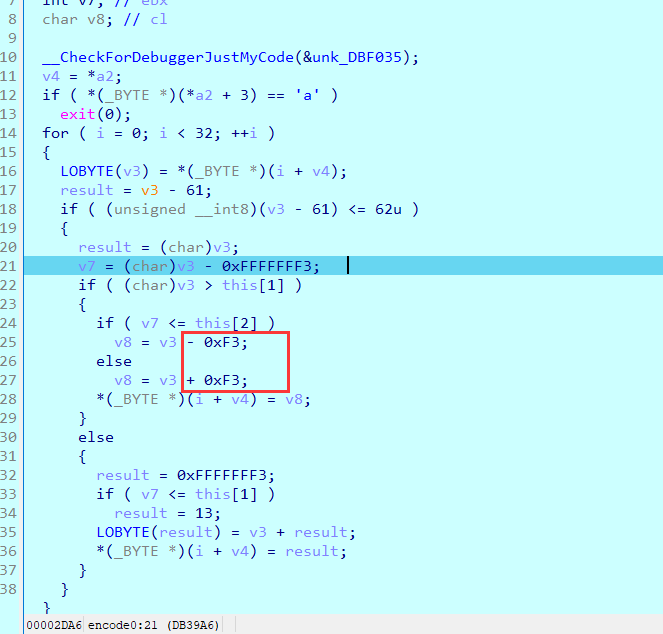 7 int v7; // ebx
8 char v8; // cl
9
10 __CheckForDebuggerJustMyCode(&unk_DBF035);
11 v4 = *a2;
12 if ( *(_BYTE *)(*a2 + 3) == 'a' )
13 exit(0);
14 for ( i = 0; i < 32; ++i )
15 {
16 LOBYTE(v3) = *(_BYTE *)(i + v4);
17 result = v3 - 61;
18 if ( (unsigned __int8)(v3 - 61) <= 62u )
19 {
20 result = (char)v3;
21 v7 = (char)v3 - 0xFFFFFFF3;
22 if ( (char)v3 > this[1] )
23 {
24 if ( v7 <= this[2] )
25 v8 = v3 - 0xF3;
26 else
27 v8 = v3 + 0xF3;
28 *(_BYTE *)(i + v4) = v8;
29 }
30 else
31 {
32 result = 0xFFFFFFF3;
33 if ( v7 <= this[1] )
34 result = 13;
35 LOBYTE(result) = v3 + result;
36 *(_BYTE *)(i + v4) = result;
37 }
38 }
}
00002DA6 encode0:21 (DB39A6)